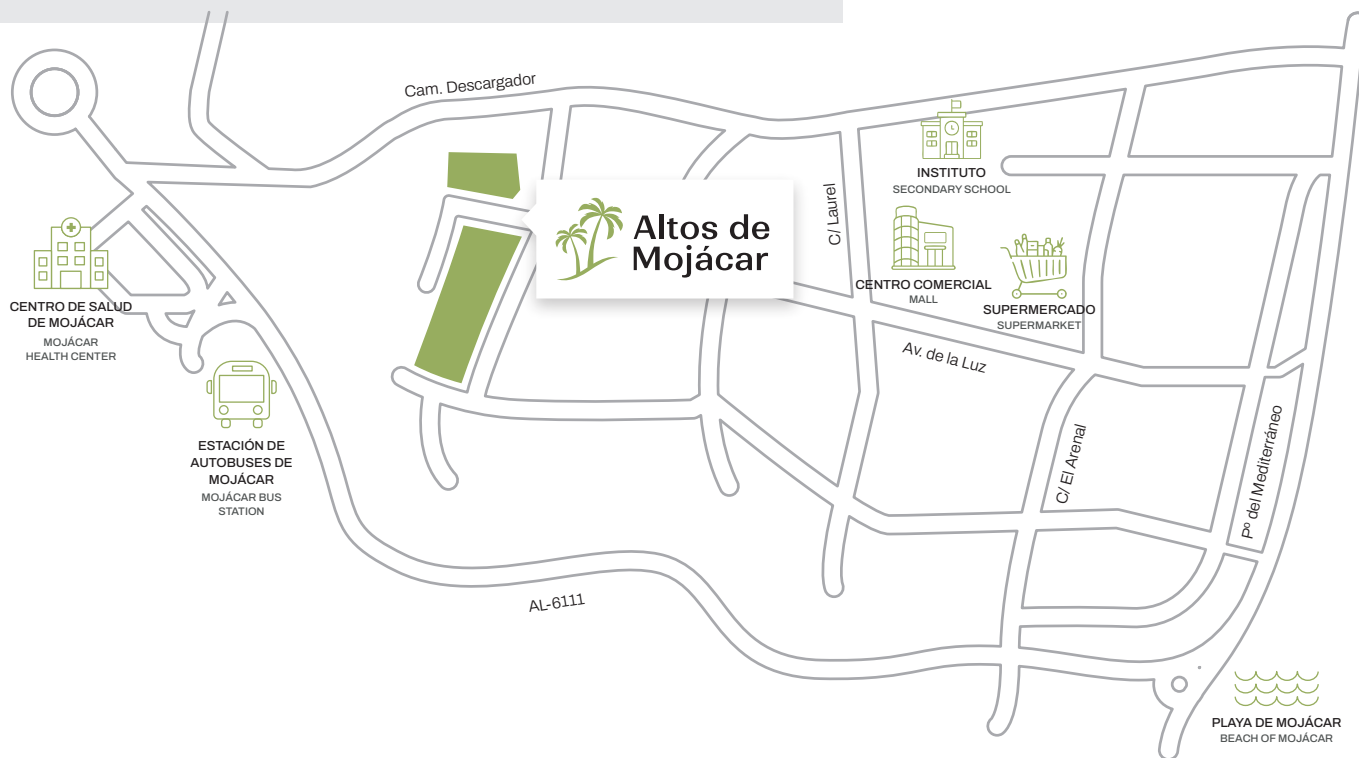 Cam. Descargador
INSTITUTO
SECONDARY SCHOOL
C/ Laurel
Altos de
Mojácar
CENTRO COMERCIAL
MALL
SUPERMERCADO
SUPERMARKET
CENTRO DE SALUD
DE MOJÁCAR
MOJÁCAR
HEALTH CENTER
Av. de la Luz
ESTACIÓN DE
AUTOBUSES DE
MOJÁCAR
MOJÁCAR BUS
STATION
C/ El Arenal
Pº del Mediterráneo
AL-6111
PLAYA DE MOJÁCAR
BEACH OF MOJÁCAR